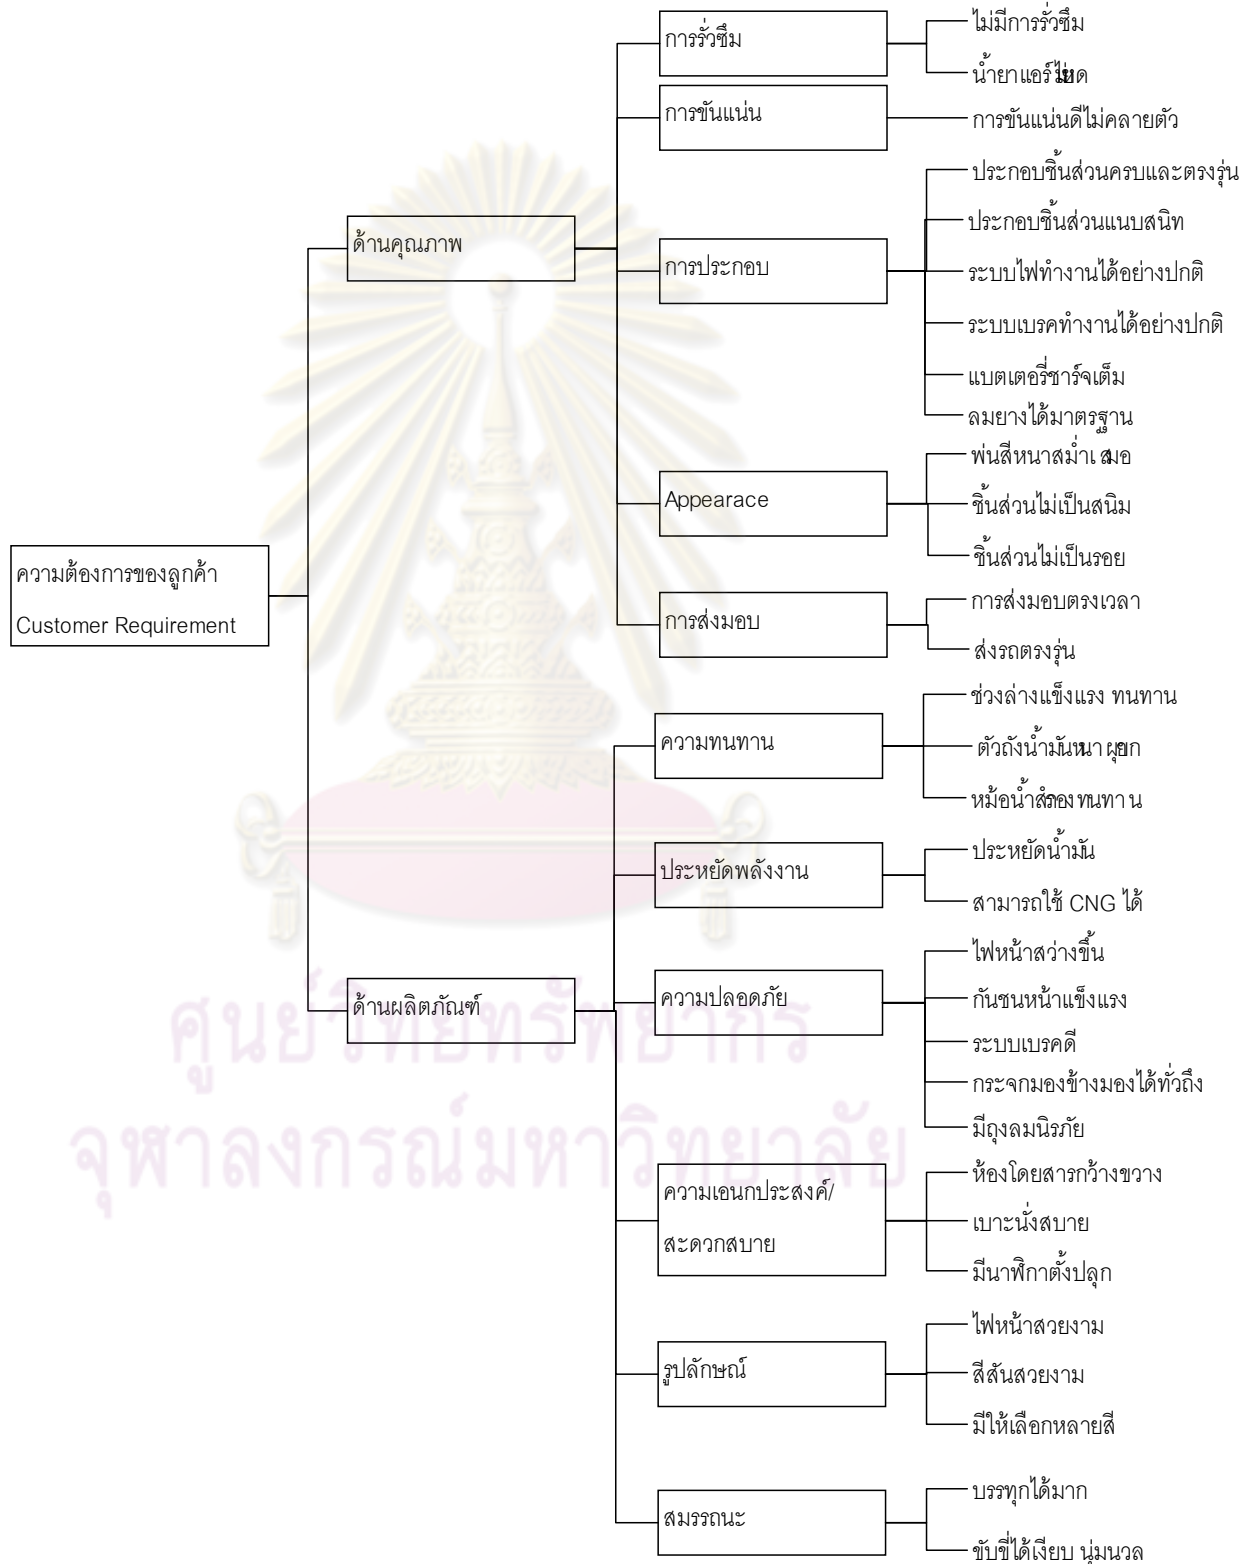 การรั่วซึม
ไม่มีการรั่วซึม
น้ำยาแอร์
การขันแน่น
การขันแน่นดีไม่คลายตัว
ด้านคุณภาพ
การประกอบ
ประกอบชิ้นส่วนครบและตรงรุ่น
ประกอบชิ้นส่วนแนบสนิท
ระบบไฟทำงานได้อย่างปกติ
ระบบเบรคทำงานได้อย่างปกติ
แบตเตอรี่ชาร์จเต็ม
ลมยางได้มาตรฐาน
Appearace
พ่นสีหนาสม่ำเสมอ
ชิ้นส่วนไม่เป็นสนิม
ชิ้นส่วนไม่เป็นรอย
ความต้องการของลูกค้า
Customer Requirement
การส่งมอบ
การส่งมอบตรงเวลา
ส่งรถตรงรุ่น
ความทนทาน
ช่วงล่างแข็งแรง ทนทาน
ตัวถังน้ำมันหนา ผุยาก
หม้อน้ำสำรองทนทาน
ประหยัดพลังงาน
ประหยัดน้ำมัน
สามารถใช้ CNG ได้
ด้านผลิตภัณฑ์
ความปลอดภัย
ไฟหน้าสว่างขึ้น
กันชนหน้าแข็งแรง
ระบบเบรคดี
กระจกมองข้างมองได้ทั่วถึง
มีถุงลมนิรภัย
ศูนย์วิทยทรัพยากร
จุฬาลงกรณ์มหาวิทยาลัย
ความเอนกประสงค์/
สะดวกสบาย
ห้องโดยสารกว้างขวาง
เบาะนั่งสบาย
มีนาฬิกาตั้งปลุก
รูปลักษณ์
ไฟหน้าสวยงาม
สีสันสวยงาม
มีให้เลือกหลายสี
สมรรถนะ
บรรทุกได้มาก
ขับขี่ได้เงียบ นุ่มนวล